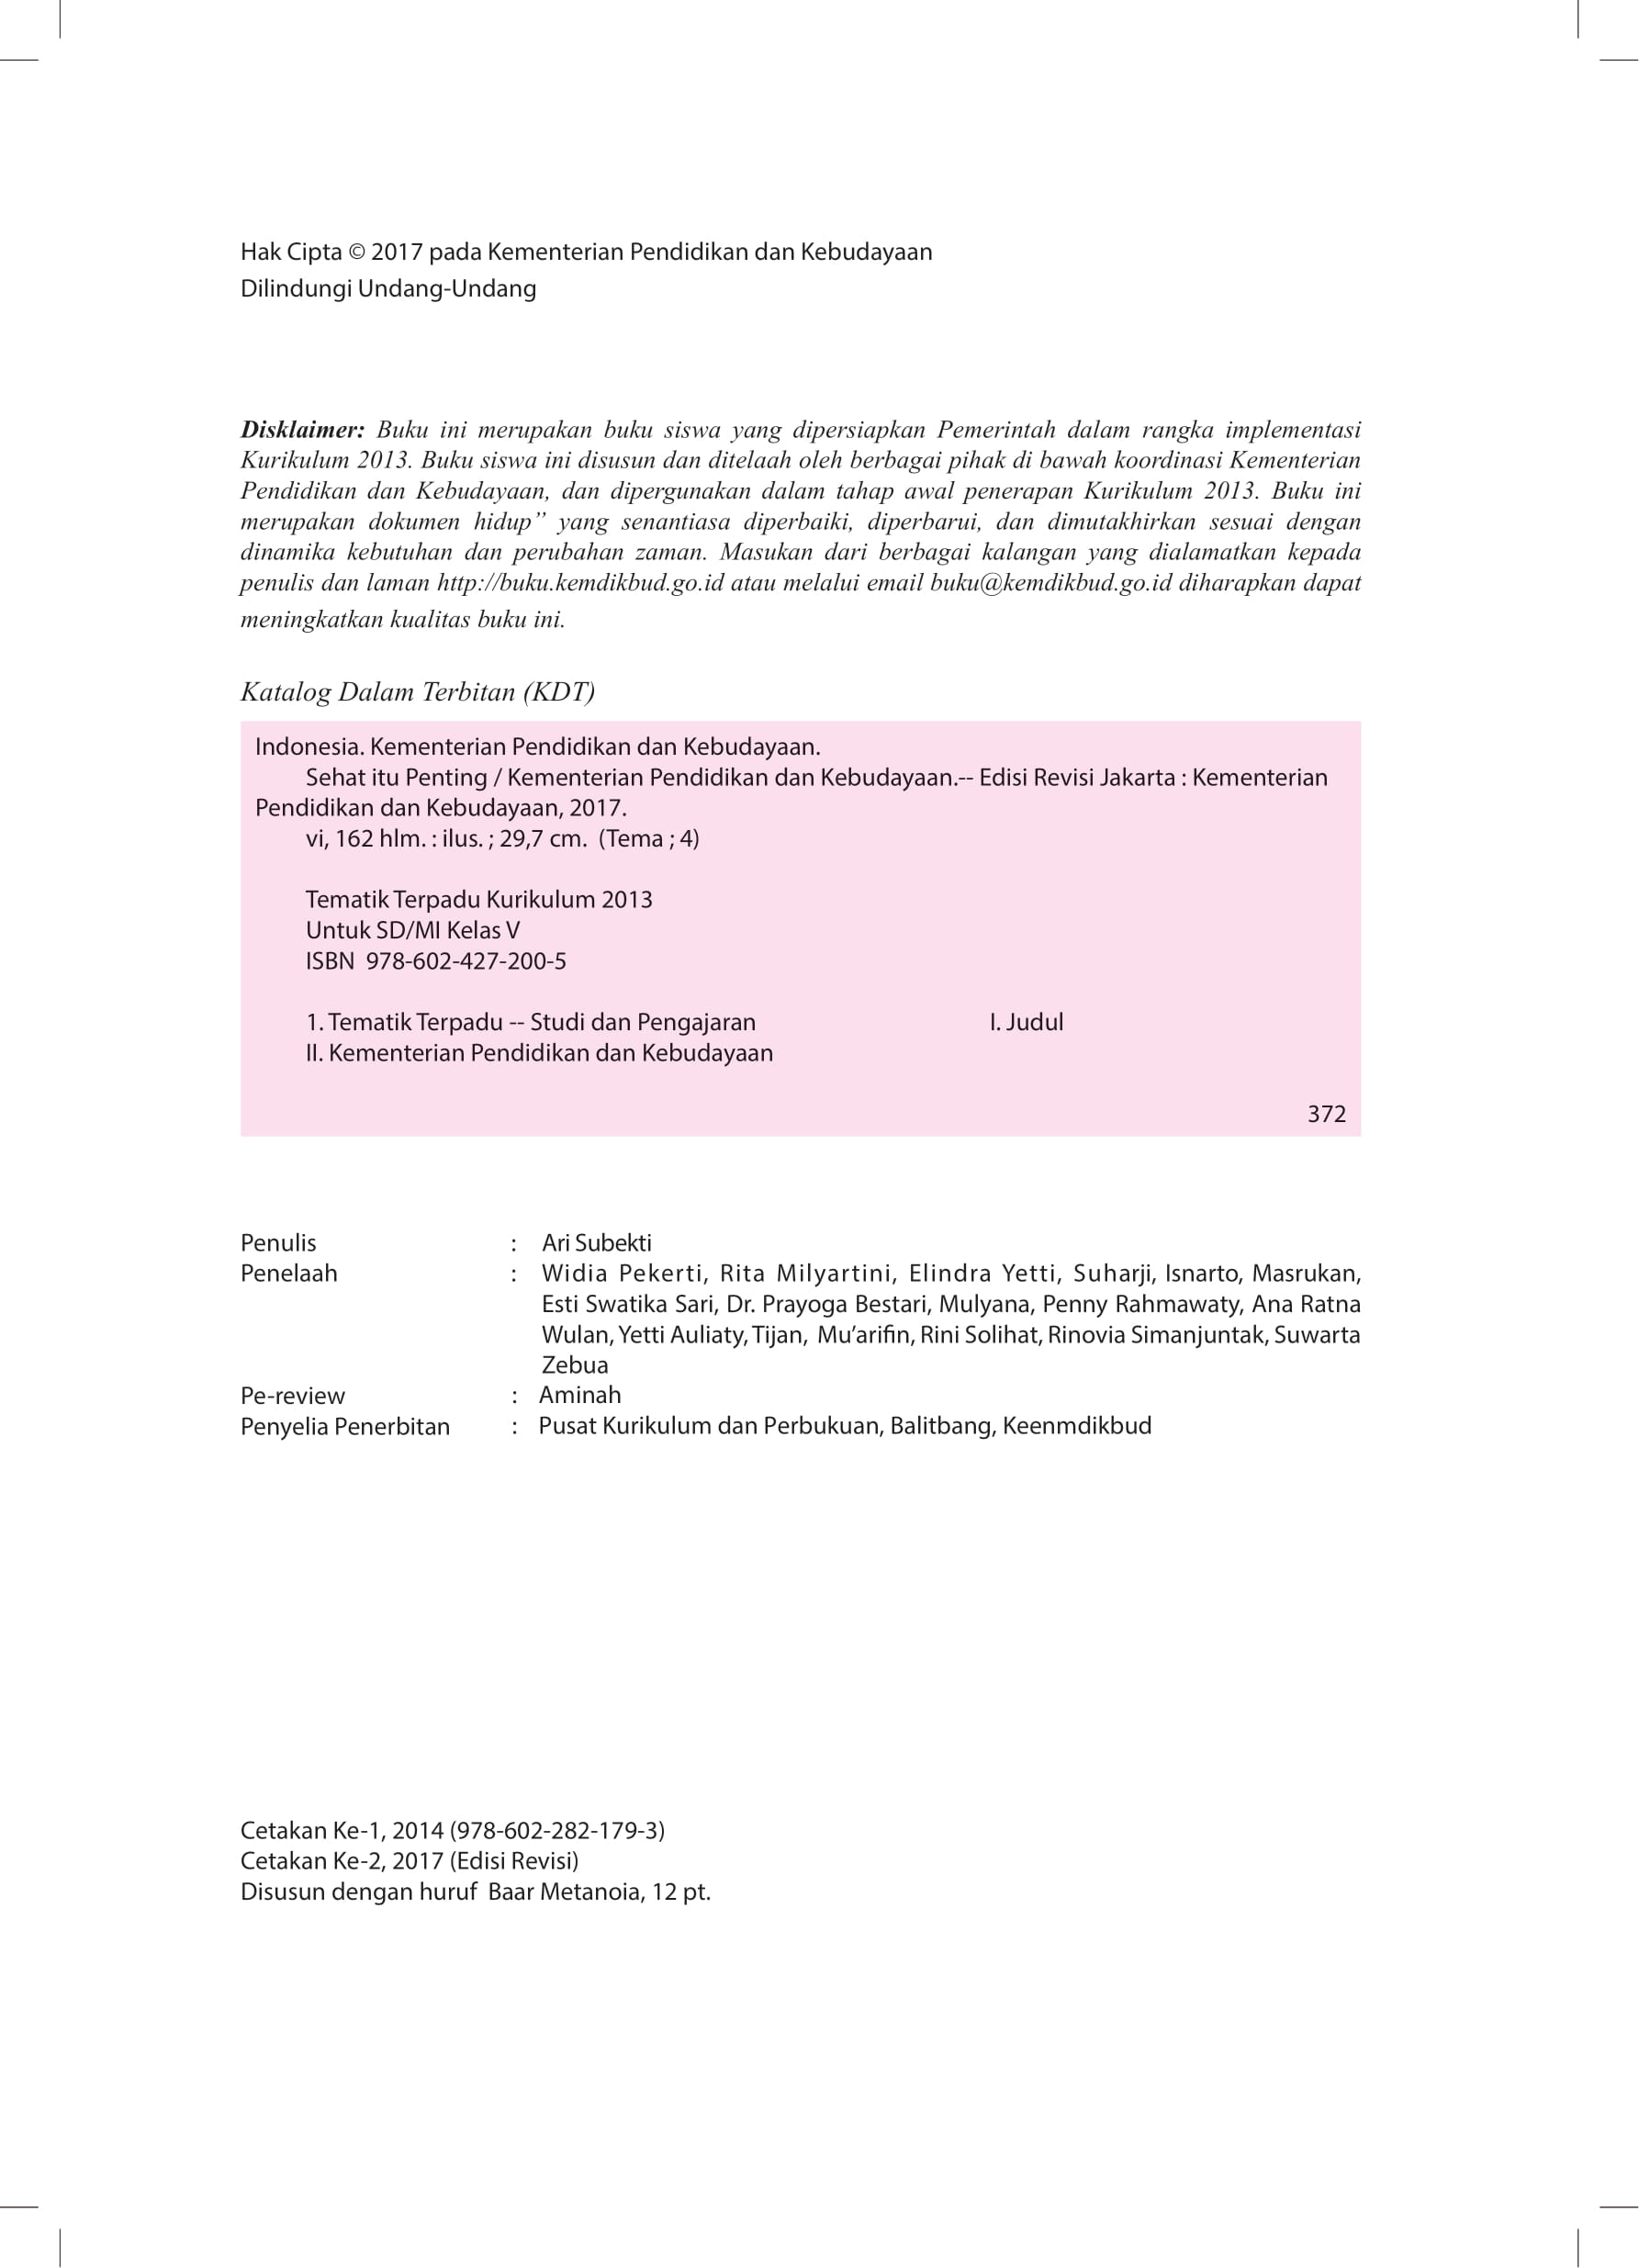 Hak Cipta © 2017 pada Kementerian Pendidikan dan Kebudayaan
Dilindungi Undang-Undang
Disklaimer: Buku ini merupakan buku siswa yang dipersiapkan Pemerintah dalam rangka implementasi
Kurikulum 2013. Buku siswa ini disusun dan ditelaah oleh berbagai pihak di bawah koordinasi Kementerian
Pendidikan dan Kebudayaan, dan dipergunakan dalam tahap awal penerapan Kurikulum 2013. Buku ini
merupakan dokumen hidup” yang senantiasa diperbaiki, diperbarui, dan dimutakhirkan sesuai dengan
dinamika kebutuhan dan perubahan zaman. Masukan dari berbagai kalangan yang dialamatkan kepada
penulis dan laman http://buku.kemdikbud.go.id atau melalui email buku@kemdikbud.go.id diharapkan dapat
meningkatkan kualitas buku ini.
Katalog Dalam Terbitan (KDT)
Indonesia. Kementerian Pendidikan dan Kebudayaan.
Sehat itu Penting / Kementerian Pendidikan dan Kebudayaan.-- Edisi Revisi Jakarta : Kementerian
Pendidikan dan Kebudayaan, 2017.
vi, 162 hlm. : ilus. ; 29,7 cm. (Tema ; 4)
Tematik Terpadu Kurikulum 2013
Untuk SD/MI Kelas V
ISBN 978-602-427-200-5
1. Tematik Terpadu -- Studi dan Pengajaran I. Judul
II. Kementerian Pendidikan dan Kebudayaan
372
Penulis : Ari Subekti
Penelaah : Widia Pekerti, Rita Milyartini, Elindra Yetti, Suharji, Isnarto, Masrukan,
Esti Swatika Sari, Dr. Prayoga Bestari, Mulyana, Penny Rahmawaty, Ana Ratna
Wulan, Yetti Auliaty, Tijan, Mu’arifin, Rini Solihat, Rinovia Simanjuntak, Suwarta
Zebua
Pe-review : Aminah
Penyelia Penerbitan : Pusat Kurikulum dan Perbukuan, Balitbang, Keenmdikbud
Cetakan Ke-1, 2014 (978-602-282-179-3)
Cetakan Ke-2, 2017 (Edisi Revisi)
Disusun dengan huruf Baar Metanoia, 12 pt.